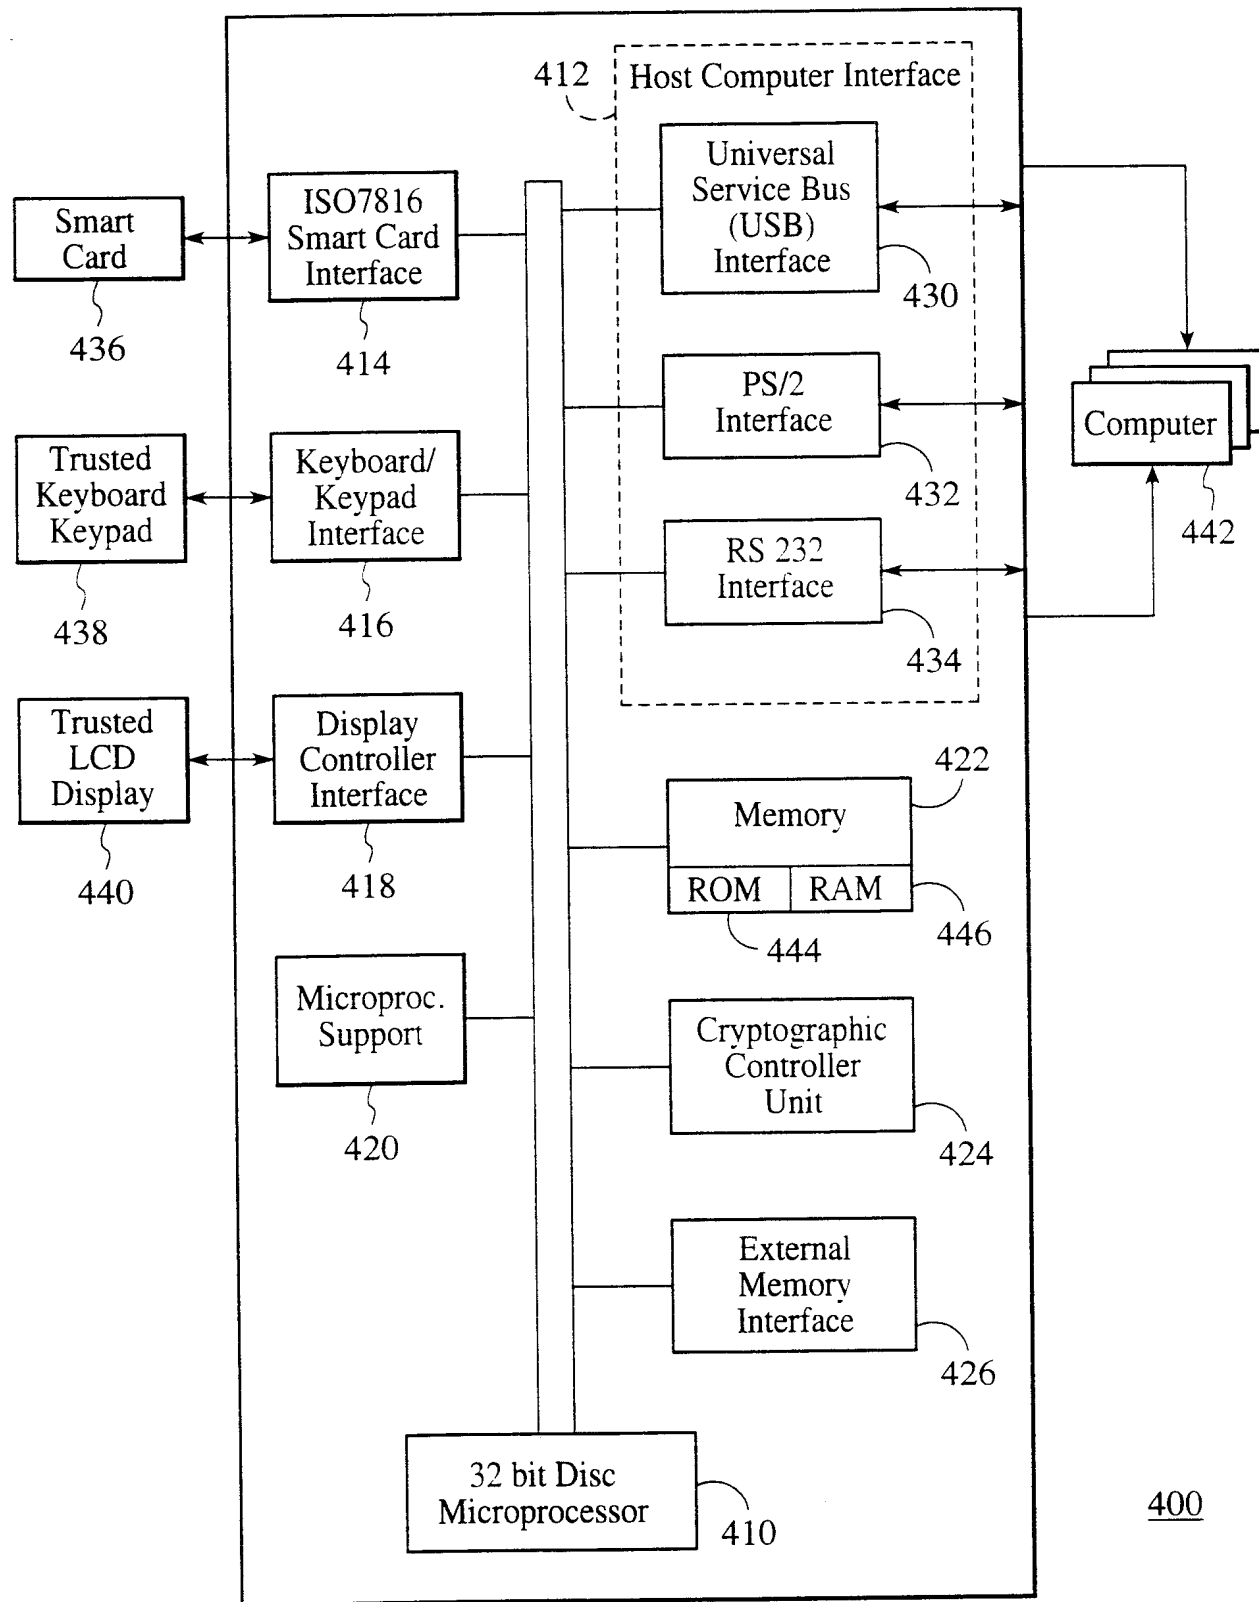 412
Host Computer Interface
Universal
Service Bus
(USB)
Interface
430
ISO7816
Smart Card
Interface
414
Smart
Card
436
PS/2
Interface
432
Computer
442
Trusted
Keyboard
Keypad
438
Keyboard/
Keypad
Interface
416
RS 232
Interface
434
Trusted
LCD
Display
440
Display
Controller
Interface
418
422
Memory
ROM
RAM
444
446
Microproc.
Support
420
Cryptographic
Controller
Unit
424
External
Memory
Interface
426
32 bit Disc
Microprocessor
410
400